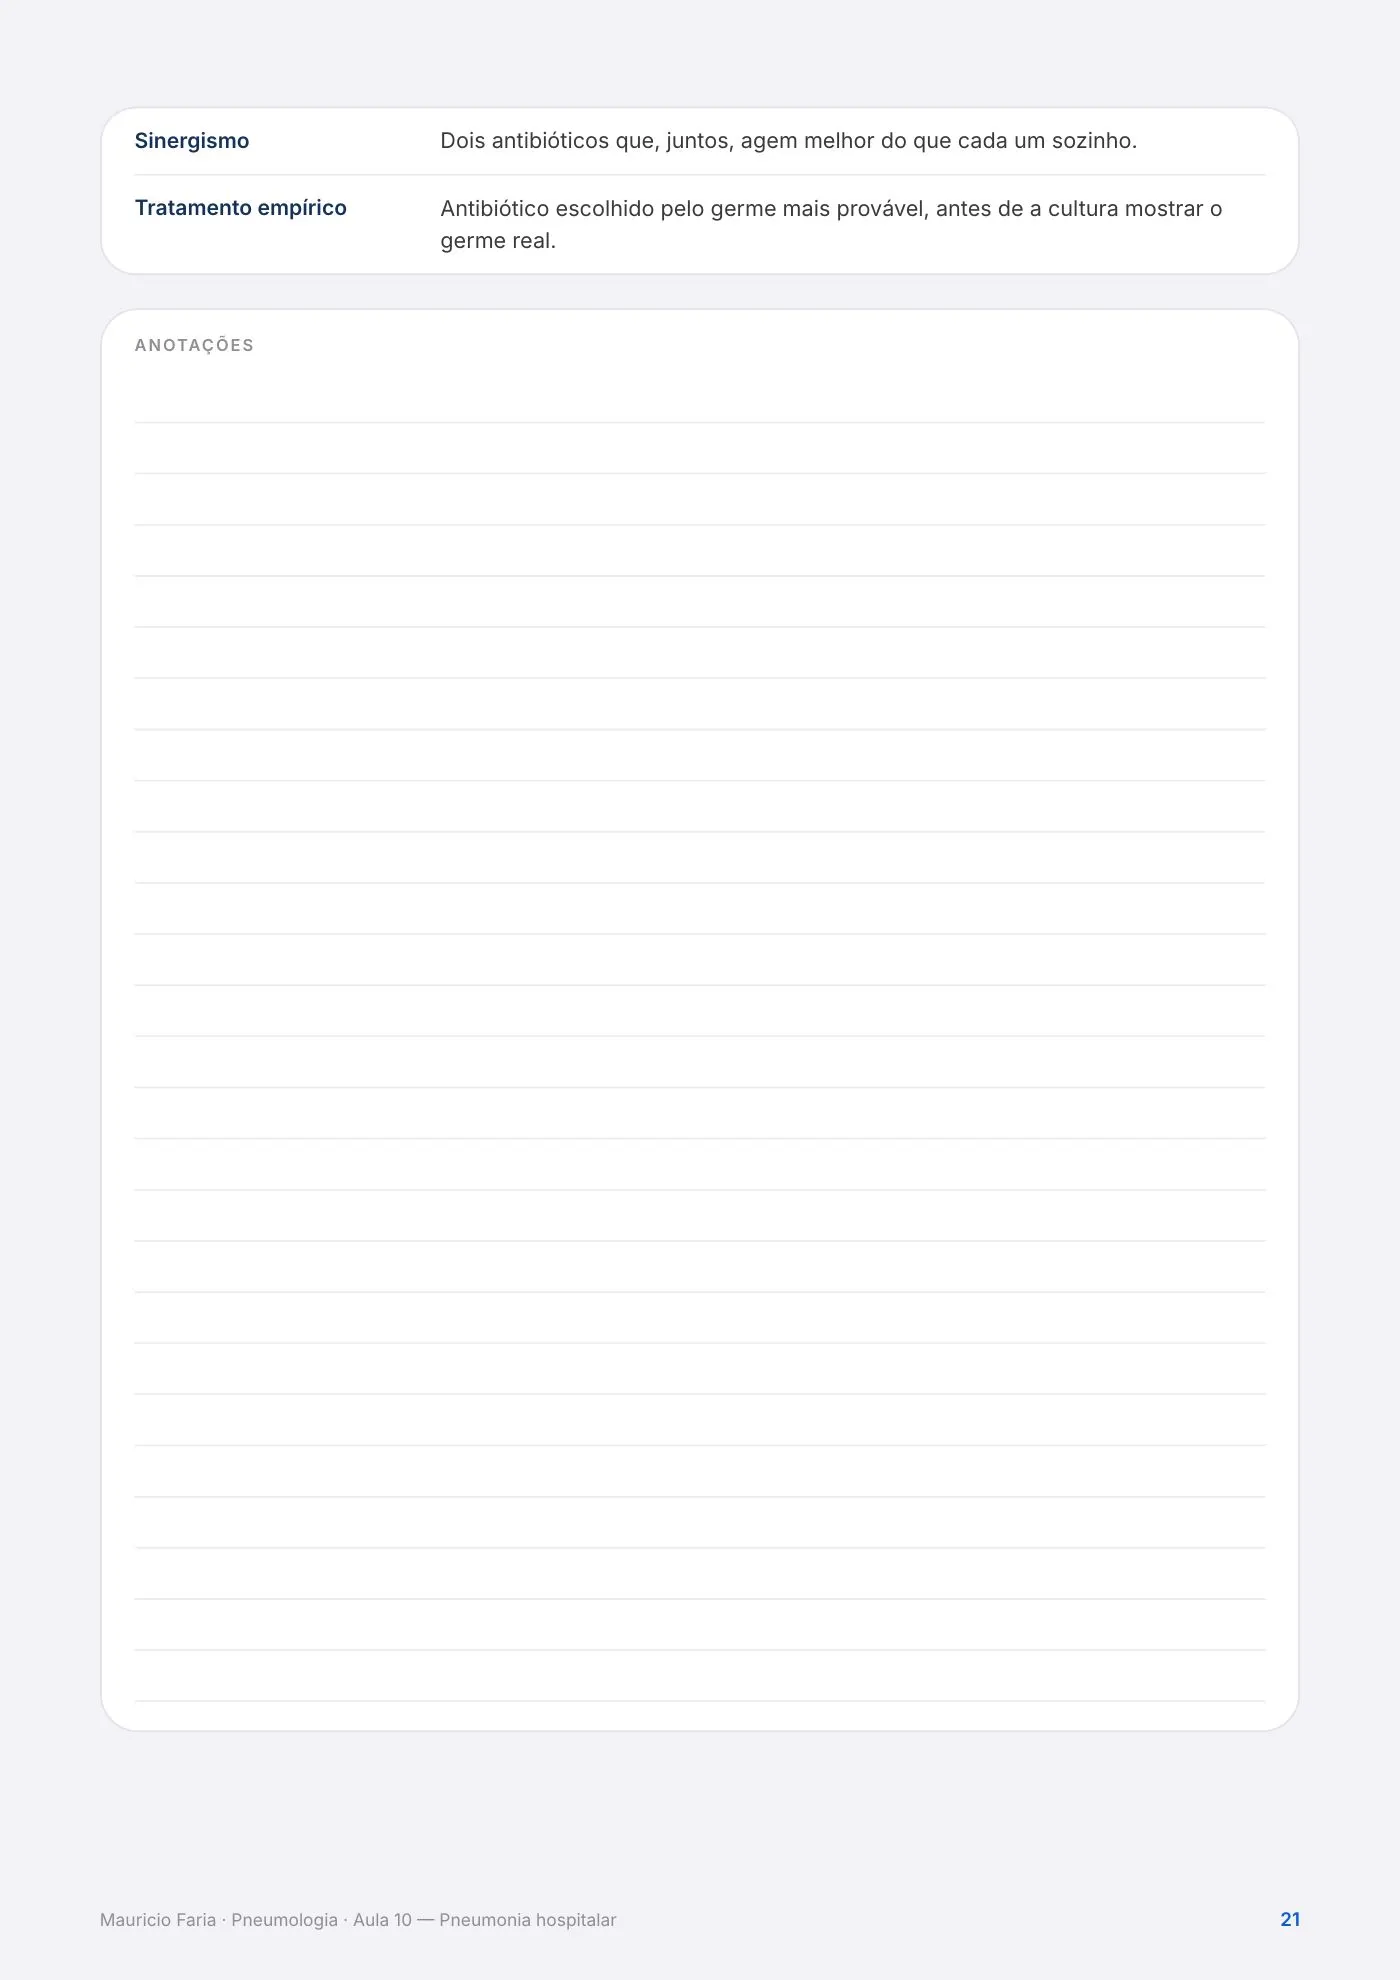 Sinergismo
Dois antibióticos que, juntos, agem melhor do que cada um sozinho.
Tratamento empírico
Antibiótico escolhido pelo germe mais provável, antes de a cultura mostrar o
germe real.
ANOTAÇÕES
Mauricio Faria · Pneumologia · Aula 10 — Pneumonia hospitalar
21